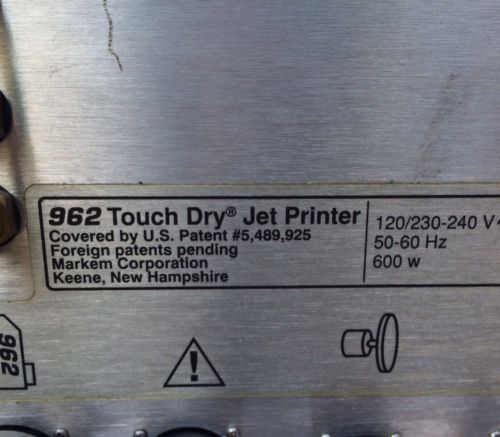 962 Touch Dry® Jet Printer
Covered by U.S. Patent #5,489,925
Foreign patents pending
Markem Corporation
Keene, New Hampshire
120/230-240 V
50-60 Hz
600 w
962